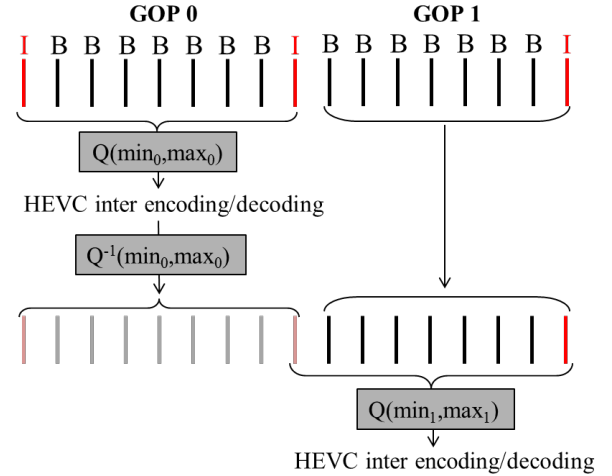 GOP 0
GOP 1
I B B B B B B B I
B B B B B B B I
Q(min₀,max₀)
HEVC inter encoding/decoding
Q⁻¹(min₀,max₀)
Q(min₁,max₁)
HEVC inter encoding/decoding